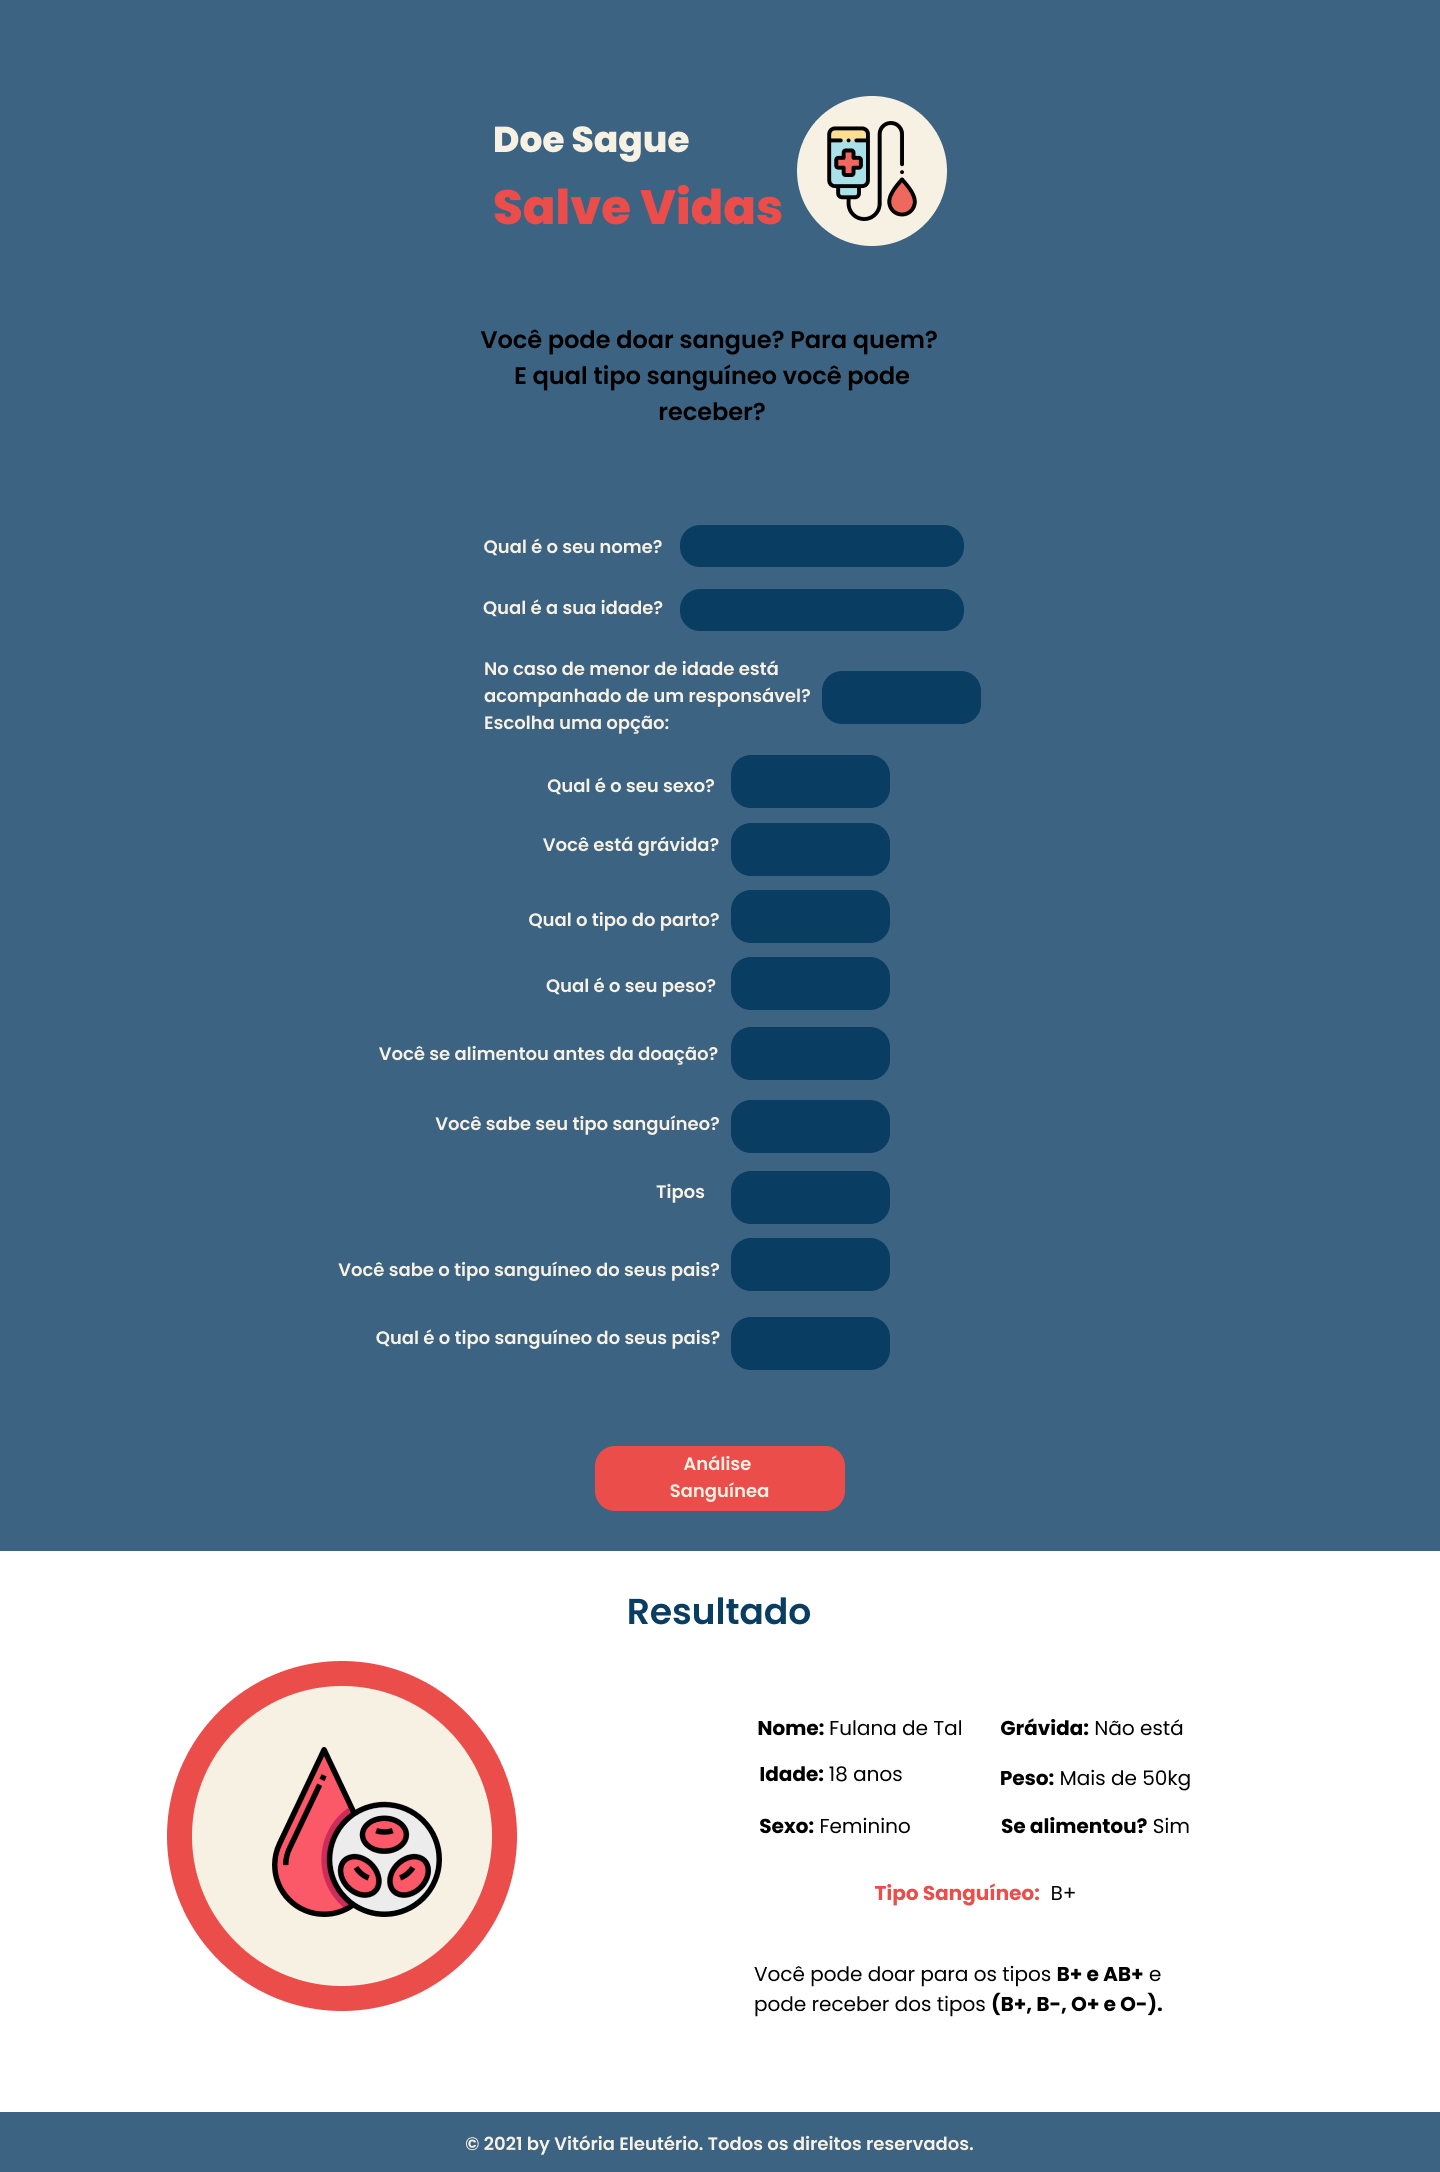 Doe Sague
Salve Vidas
Você pode doar sangue? Para quem?
E qual tipo sanguíneo você pode
receber?
Qual é o seu nome?
Qual é a sua idade?
No caso de menor de idade está
acompanhado de um responsável?
Escolha uma opção:
Qual é o seu sexo?
Você está grávida?
Qual o tipo do parto?
Qual é o seu peso?
Você se alimentou antes da doação?
Você sabe seu tipo sanguíneo?
Tipos
Você sabe o tipo sanguíneo do seus pais?
Qual é o tipo sanguíneo do seus pais?
Análise
Sanguínea
Resultado
Nome: Fulana de Tal
Grávida: Não está
Idade: 18 anos
Peso: Mais de 50kg
Sexo: Feminino
Se alimentou? Sim
Tipo Sanguíneo: B+
Você pode doar para os tipos B+ e AB+ e
pode receber dos tipos (B+, B-, O+ e O-).
© 2021 by Vitória Eleutério. Todos os direitos reservados.